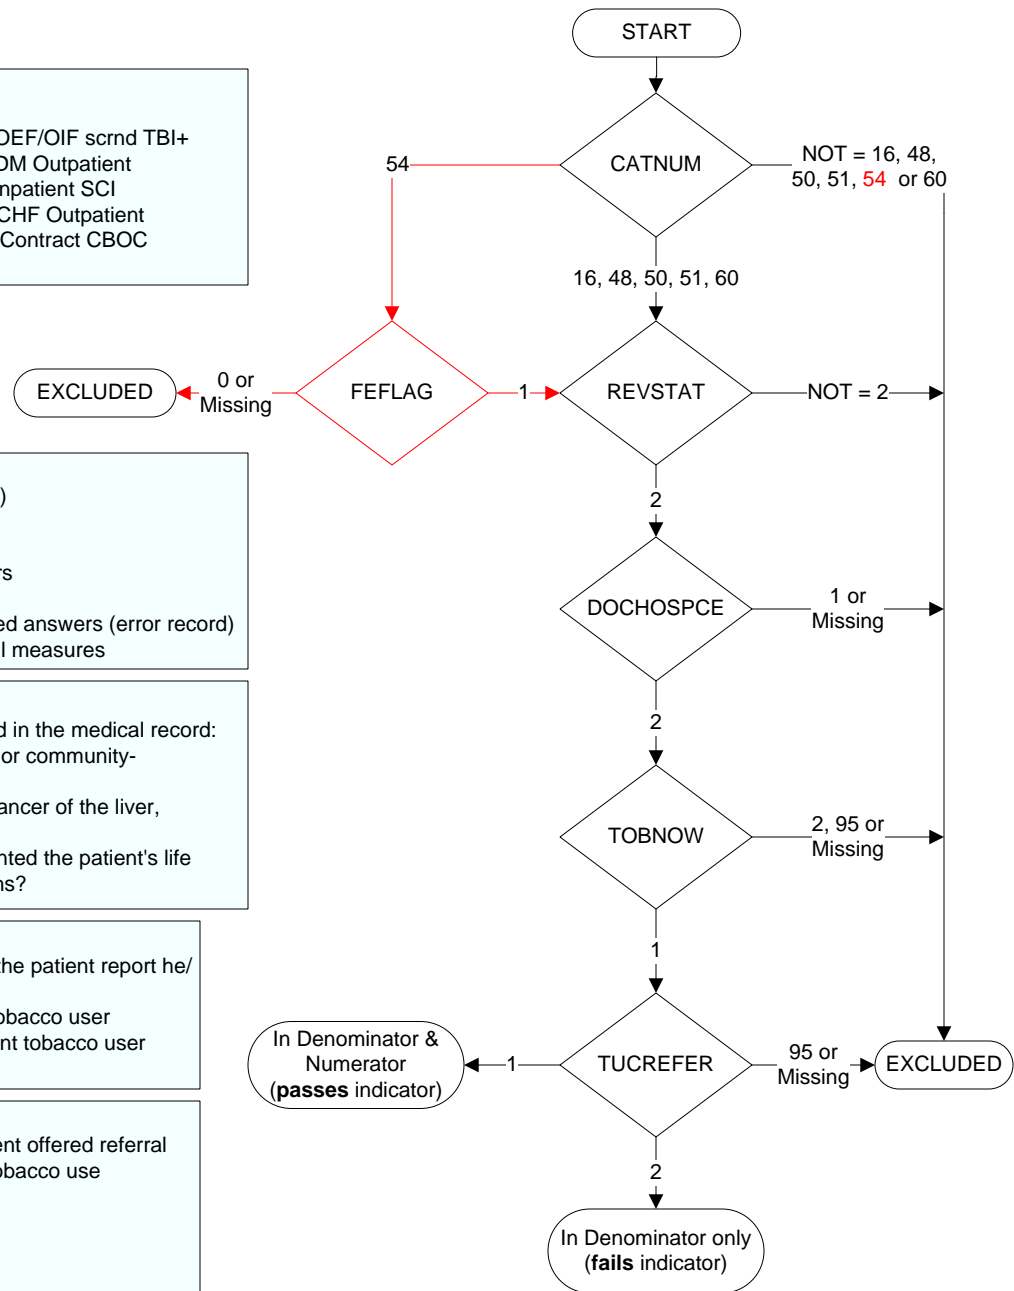 START
OEF/OIF scrnd TBI+
DM Outpatient
npatient SCI
CHF Outpatient
Contract CBOC
54
CATNUM
NOT = 16, 48,
50, 51, 54 or 60
16, 48, 50, 51, 60
EXCLUDED
0 or
Missing
FEFLAG
1
REVSTAT
NOT = 2
)
rs
ed answers (error record)
l measures
2
DOCHOSPCE
1 or
Missing
d in the medical record:
or community-
ancer of the liver,
nted the patient's life
ns?
2
TOBNOW
2, 95 or
Missing
the patient report he/
obacco user
nt tobacco user
1
In Denominator &
Numerator
(passes indicator)
1
TUCREFER
95 or
Missing
EXCLUDED
ent offered referral
obacco use
2
In Denominator only
(fails indicator)